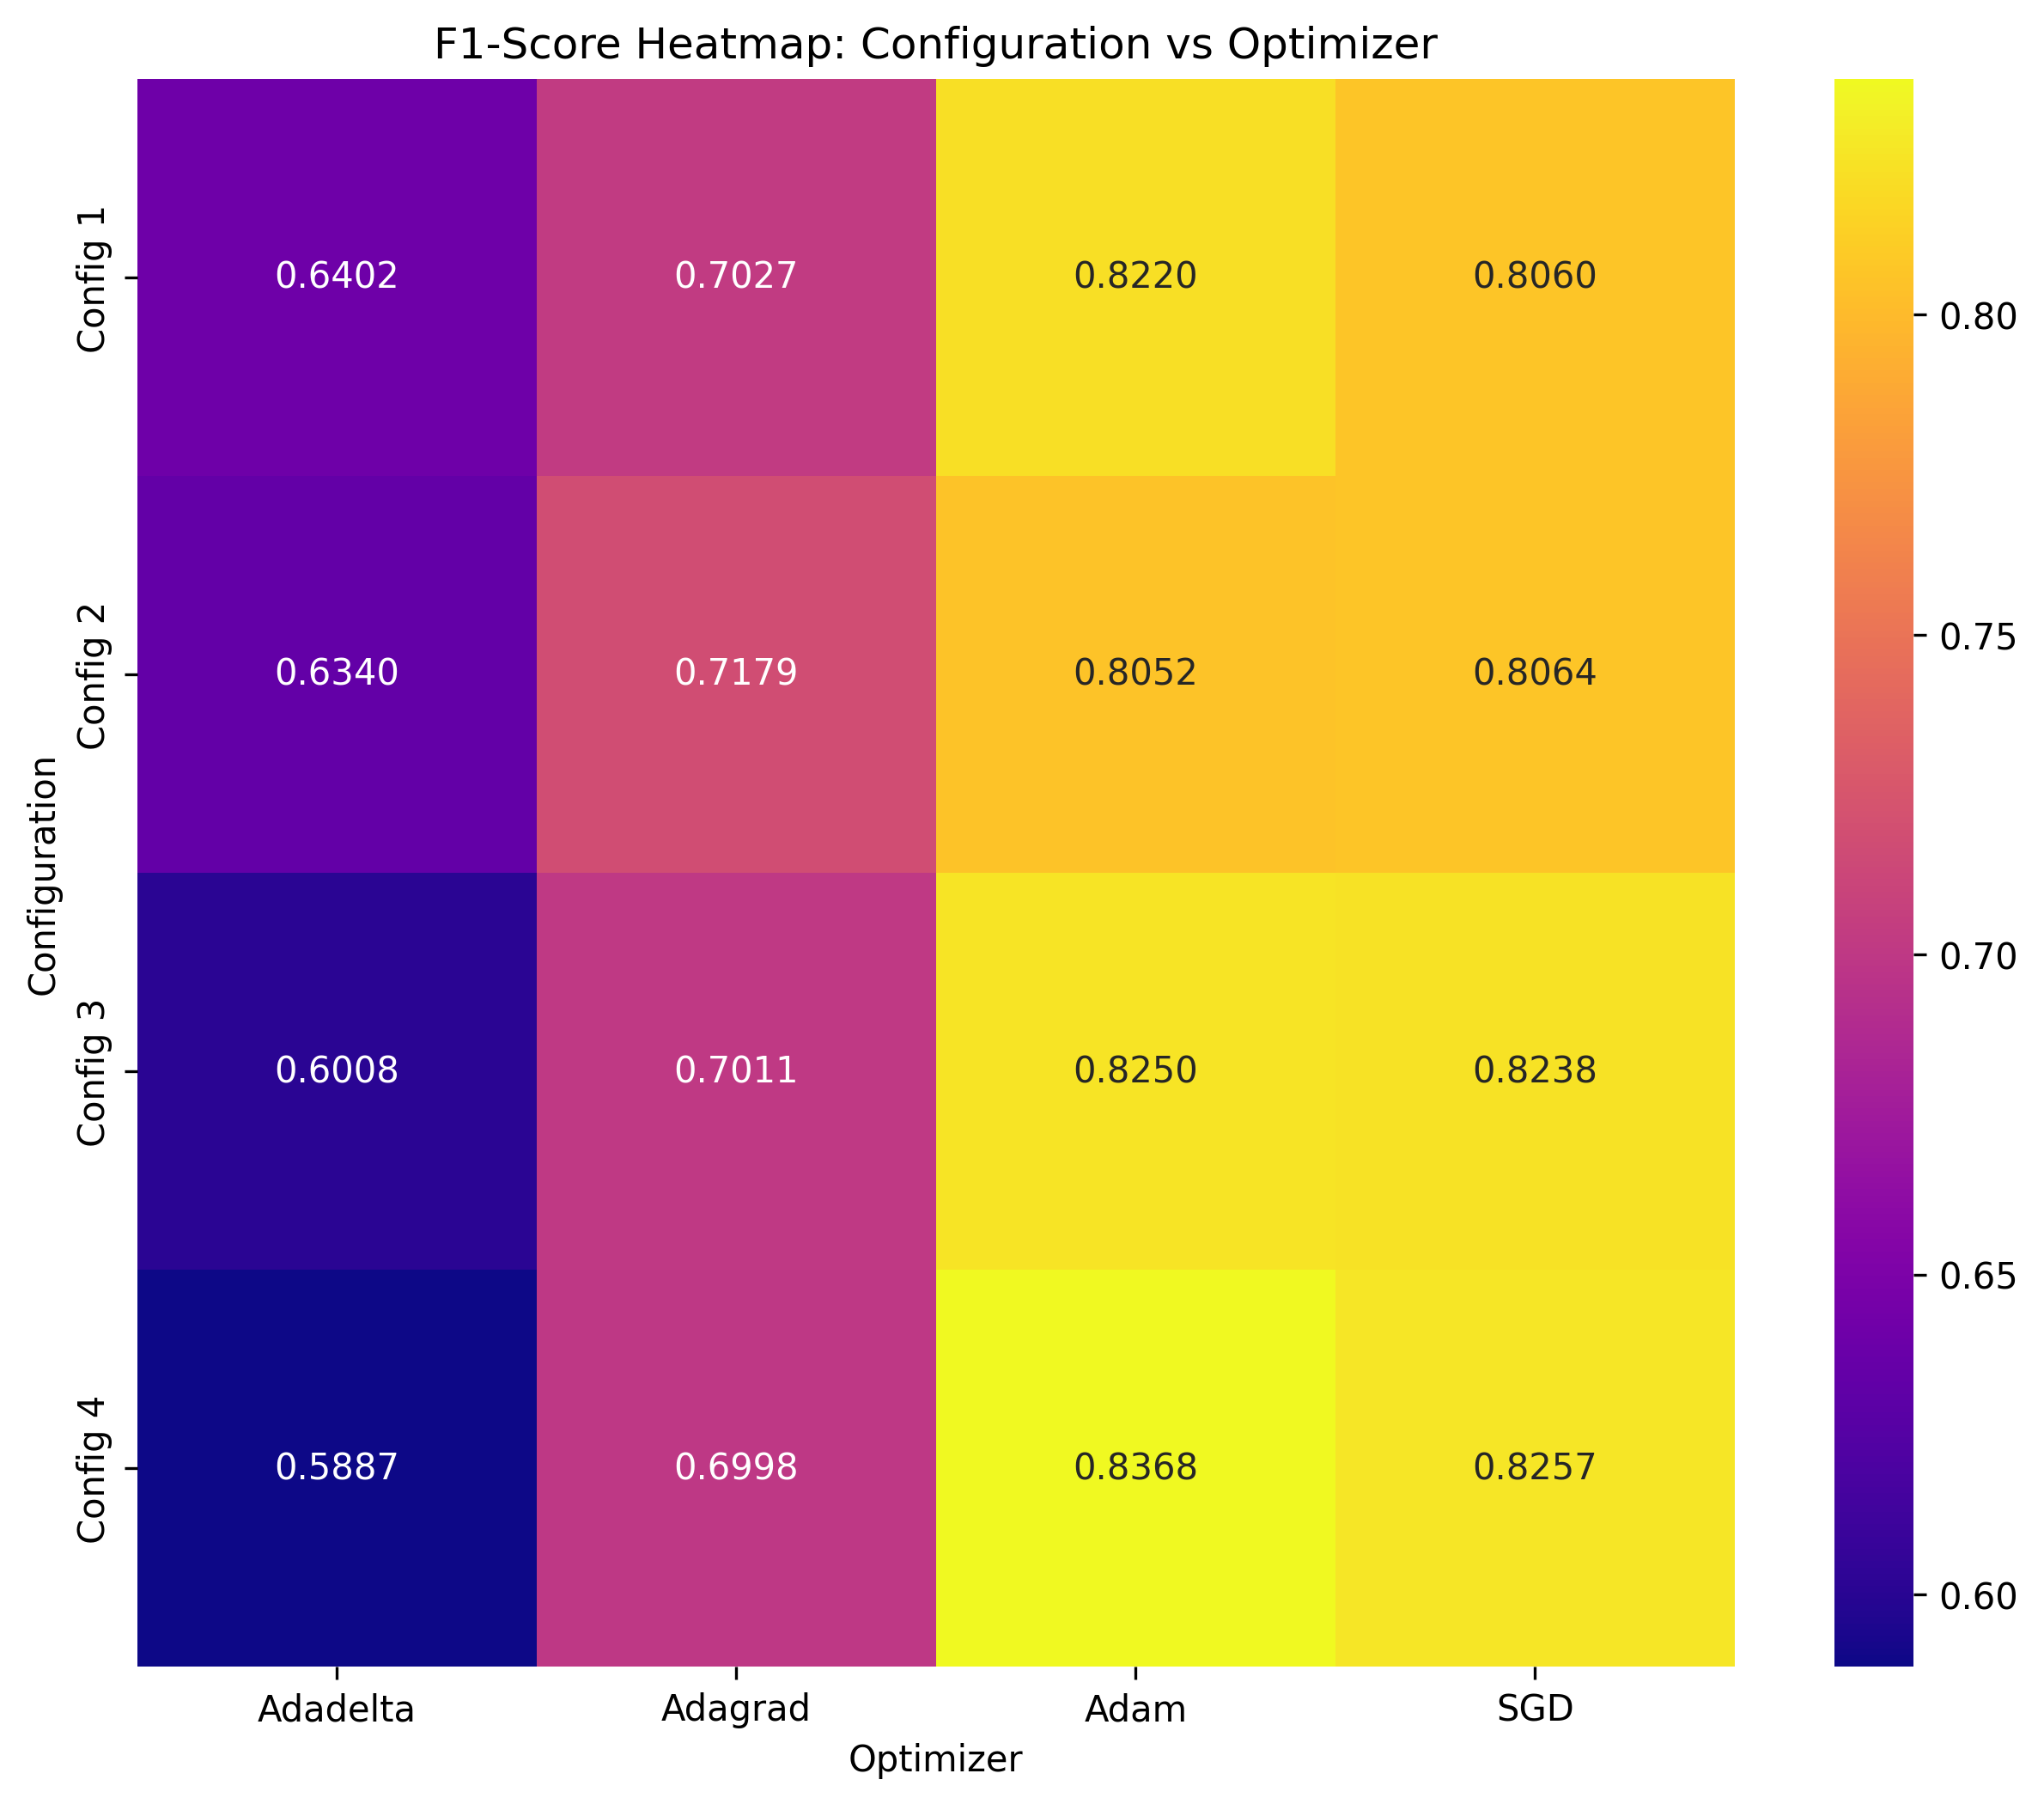 F1-Score Heatmap: Configuration vs Optimizer
Configuration
Config 1
0.6402 0.7027 0.8220 0.8060
Config 2
0.6340 0.7179 0.8052 0.8064
Config 3
0.6008 0.7011 0.8250 0.8238
Config 4
0.5887 0.6998 0.8368 0.8257
Adadelta Adagrad Adam SGD
Optimizer
0.80
0.75
0.70
0.65
0.60